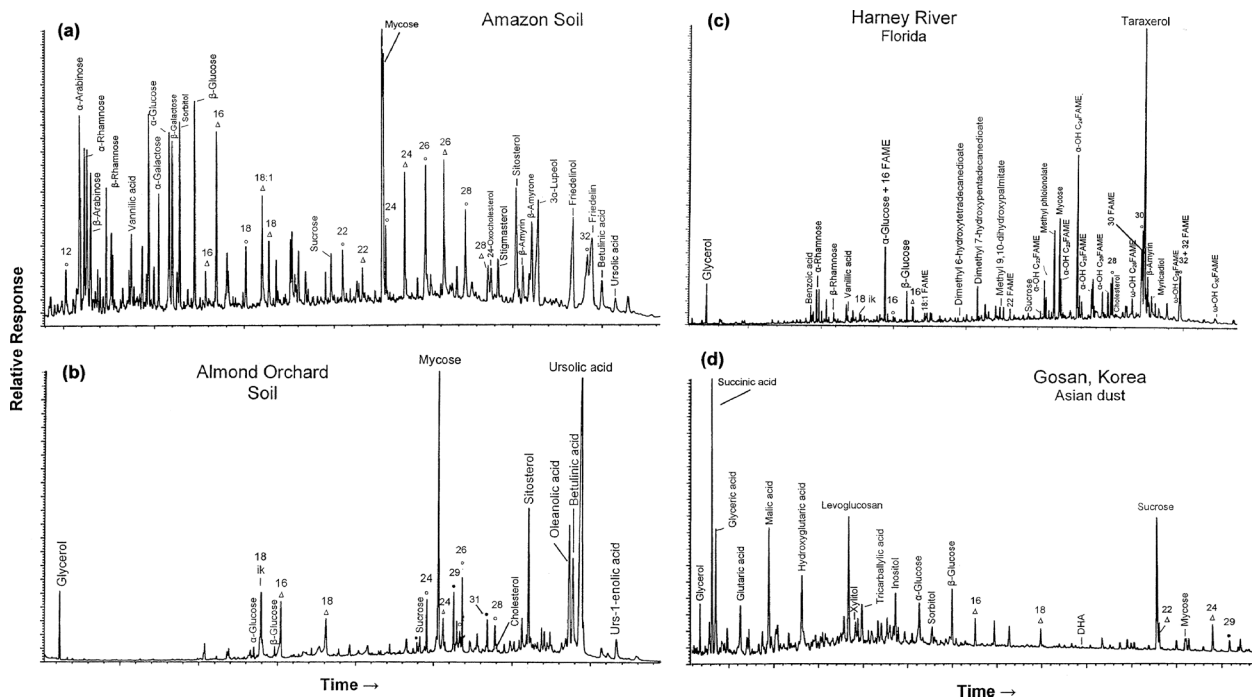 (a)
Amazon Soil
α-Arabinose
α-Rhamnose
β-Arabinose
β-Rhamnose
Vannilic acid
α-Glucose
α-Galactose
β-Galactose
Sorbitol
β-Glucose
16
12
16
18
18:1
18
Sucrose
22
22
Mycose
24
24
26
26
28
28
24-Oxocholesterol
Stigmasterol
Sitosterol
β-Amyrin
β-Amyrone
3α-Lupeol
Friedelinol
32
Friedelin
Betulinic acid
Ursolic acid
(b)
Almond Orchard
Soil
Glycerol
α-Glucose
18
ik
β-Glucose
16
18
Sucrose
24
Mycose
24
29
26
31
28
Cholesterol
Sitosterol
Oleanolic acid
Betulinic acid
Ursolic acid
Urs-1-enolic acid
(c)
Harney River
Florida
Glycerol
Benzoic acid
α-Rhamnose
β-Rhamnose
Vanillic acid
18 ik
α-Glucose + 16 FAME
16
β-Glucose
16
18:1 FAME
Dimethyl 6-hydroxytetradecanedioate
Dimethyl 7-hydroxypentadecanedioate
Methyl 9,10-dihydroxypalmitate
22 FAME
Sucrose
Methyl phloionolate
Mycose
28
Cholesterol
30 FAME
30
Taraxerol
β-Amyrin
Myricadiol
32 + 32 FAME
(d)
Gosan, Korea
Asian dust
Glycerol
Succinic acid
Glyceric acid
Glutaric acid
Malic acid
Hydroxyglutaric acid
Levoglucosan
Xylitol
Tricarballylic acid
Inositol
α-Glucose
Sorbitol
β-Glucose
16
18
DHA
Sucrose
22
Mycose
24
29
Relative Response
Time →
Time →